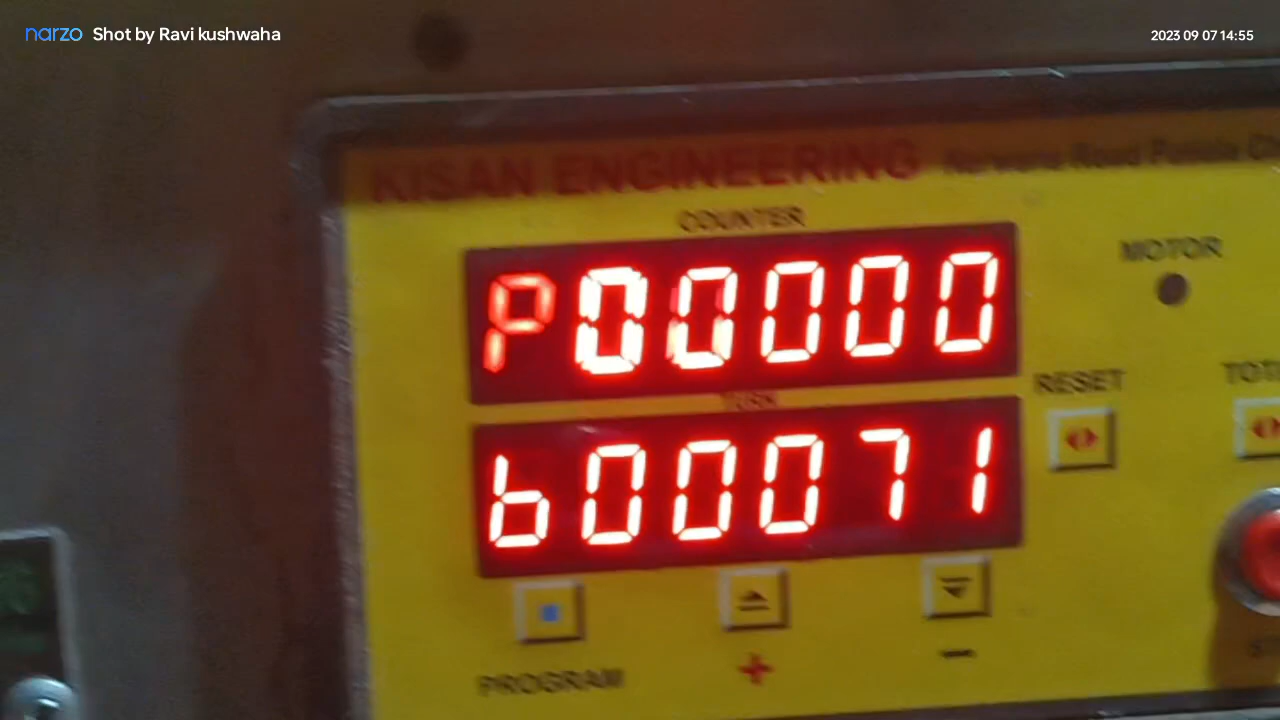 narzo Shot by Ravi kushwaha
2023 09 07 14:55
KISAN ENGINEERING
COUNTER
P00000
MOTOR
RESET
b00071
PROGRAM
+
-